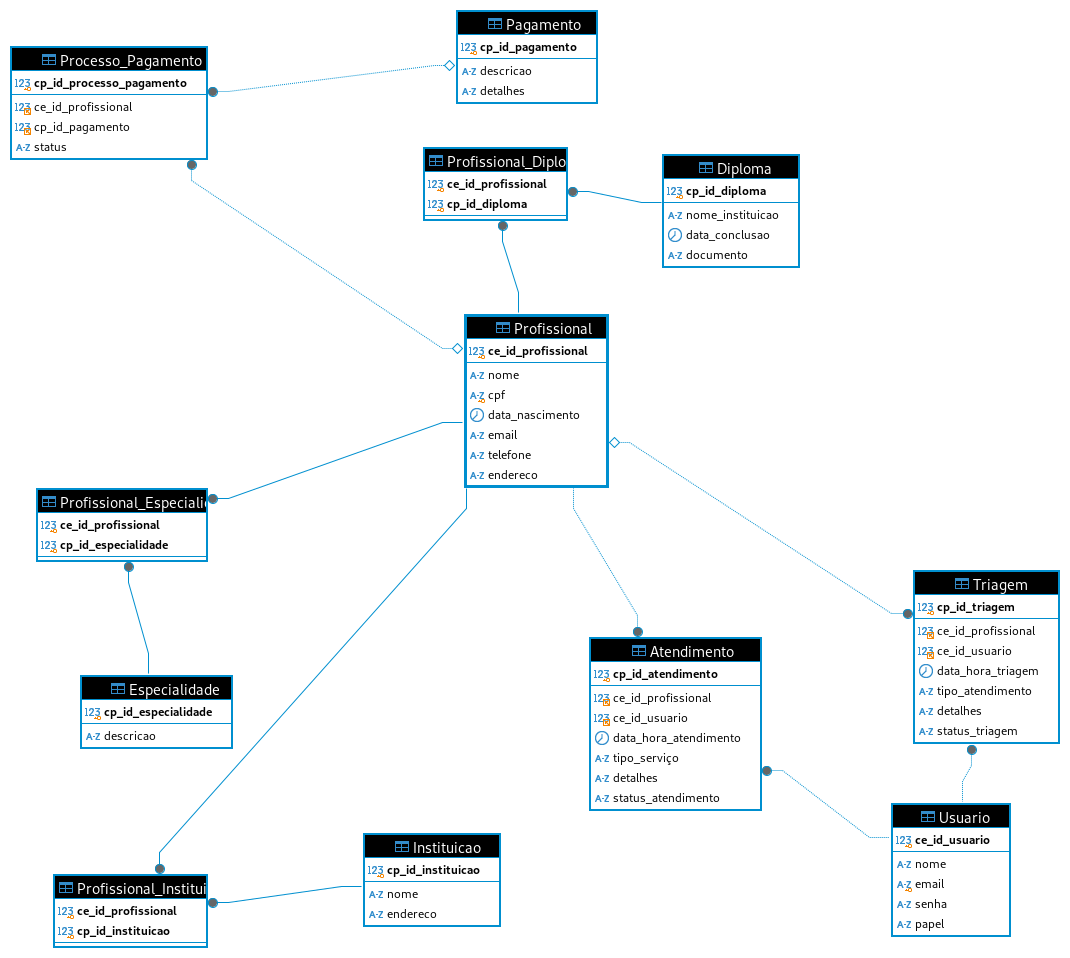 Pagamento
123 cp_id_pagamento
A-Z descricao
A-Z detalhes
Processo_Pagamento
123 cp_id_processo_pagamento
123 ce_id_profissional
123 cp_id_pagamento
A-Z status
Profissional_Diplo
123 ce_id_profissional
123 cp_id_diploma
Diploma
123 cp_id_diploma
A-Z nome_instituicao
data_conclusao
A-Z documento
Profissional
123 ce_id_profissional
A-Z nome
A-Z cpf
data_nascimento
A-Z email
A-Z telefone
A-Z endereco
Profissional_Especiali
123 ce_id_profissional
123 cp_id_especialidade
Triagem
123 cp_id_triagem
123 ce_id_profissional
123 ce_id_usuario
data_hora_triagem
A-Z tipo_atendimento
A-Z detalhes
A-Z status_triagem
Atendimento
123 cp_id_atendimento
123 ce_id_profissional
123 ce_id_usuario
data_hora_atendimento
A-Z tipo_serviço
A-Z detalhes
A-Z status_atendimento
Especialidade
123 cp_id_especialidade
A-Z descricao
Usuario
123 ce_id_usuario
A-Z nome
A-Z email
A-Z senha
A-Z papel
Instituicao
123 cp_id_instituicao
A-Z nome
A-Z endereco
Profissional_Institui
123 ce_id_profissional
123 cp_id_instituicao